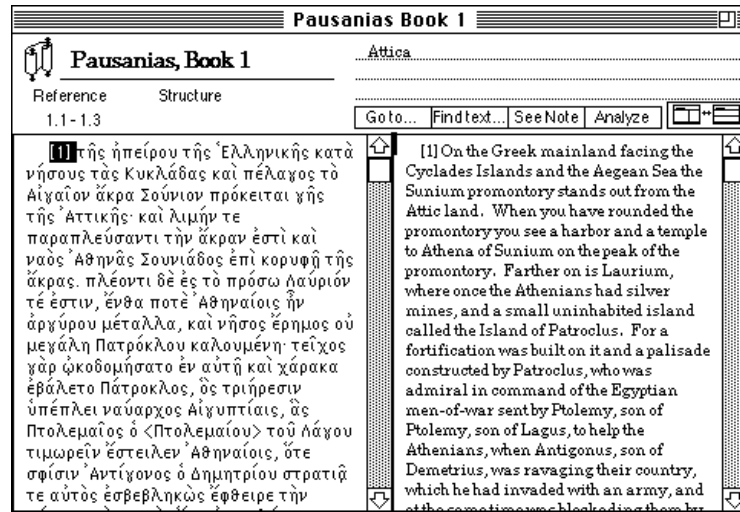 Pausanias Book 1
Pausanias, Book 1
Attica
Reference Structure
1.1 - 1.3
Go to... Find text... See Note Analyze
[1] τῆς ἠπείρου τῆς Ἑλληνικῆς κατὰ
νήσους τὰς Κυκλάδας καὶ πέλαγος τὸ
Αἰγαῖον ἄκρα Σούνιον πρόκειται γῆς
τῆς Ἀττικῆς· καὶ λιμήν τε
παραπλεύσαντι τὴν ἄκραν ἐστὶ καὶ
ναὸς Ἀθηνᾶς Σουνιάδος ἐπὶ κορυφῇ τῆς
ἄκρας. πλέοντι δὲ ἐς τὸ πρόσω Λαύριόν
τέ ἐστιν, ἔνθα ποτὲ Ἀθηναίοις ἦν
ἀργύρου μέταλλα, καὶ νῆσος ἔρημος οὐ
μεγάλη Πατρόκλου καλουμένη· τεῖχος
γὰρ ᾠκοδομήσατο ἐν αὐτῇ καὶ χάρακα
ἐβάλετο Πάτροκλος, ὃς τριήρεσιν
ὑπέπλει ναύαρχος Αἰγυπτίαις, ἃς
Πτολεμαῖος ὁ <Πτολεμαίου> τοῦ Λάγου
τιμωρεῖν ἔστειλεν Ἀθηναίοις, ὅτε
σφίσιν Ἀντίγονος ὁ Δημητρίου στρατιᾷ
τε αὐτὸς ἐσβεβληκὼς ἔφθειρε τὴν
[1] On the Greek mainland facing the
Cyclades Islands and the Aegean Sea the
Sunium promontory stands out from the
Attic land. When you have rounded the
promontory you see a harbor and a temple
to Athena of Sunium on the peak of the
promontory. Farther on is Laurium,
where once the Athenians had silver
mines, and a small uninhabited island
called the Island of Patroclus. For a
fortification was built on it and a palisade
constructed by Patroclus, who was
admiral in command of the Egyptian
men-of-war sent by Ptolemy, son of
Ptolemy, son of Lagus, to help the
Athenians, when Antigonus, son of
Demetrius, was ravaging their country,
which he had invaded with an army, and